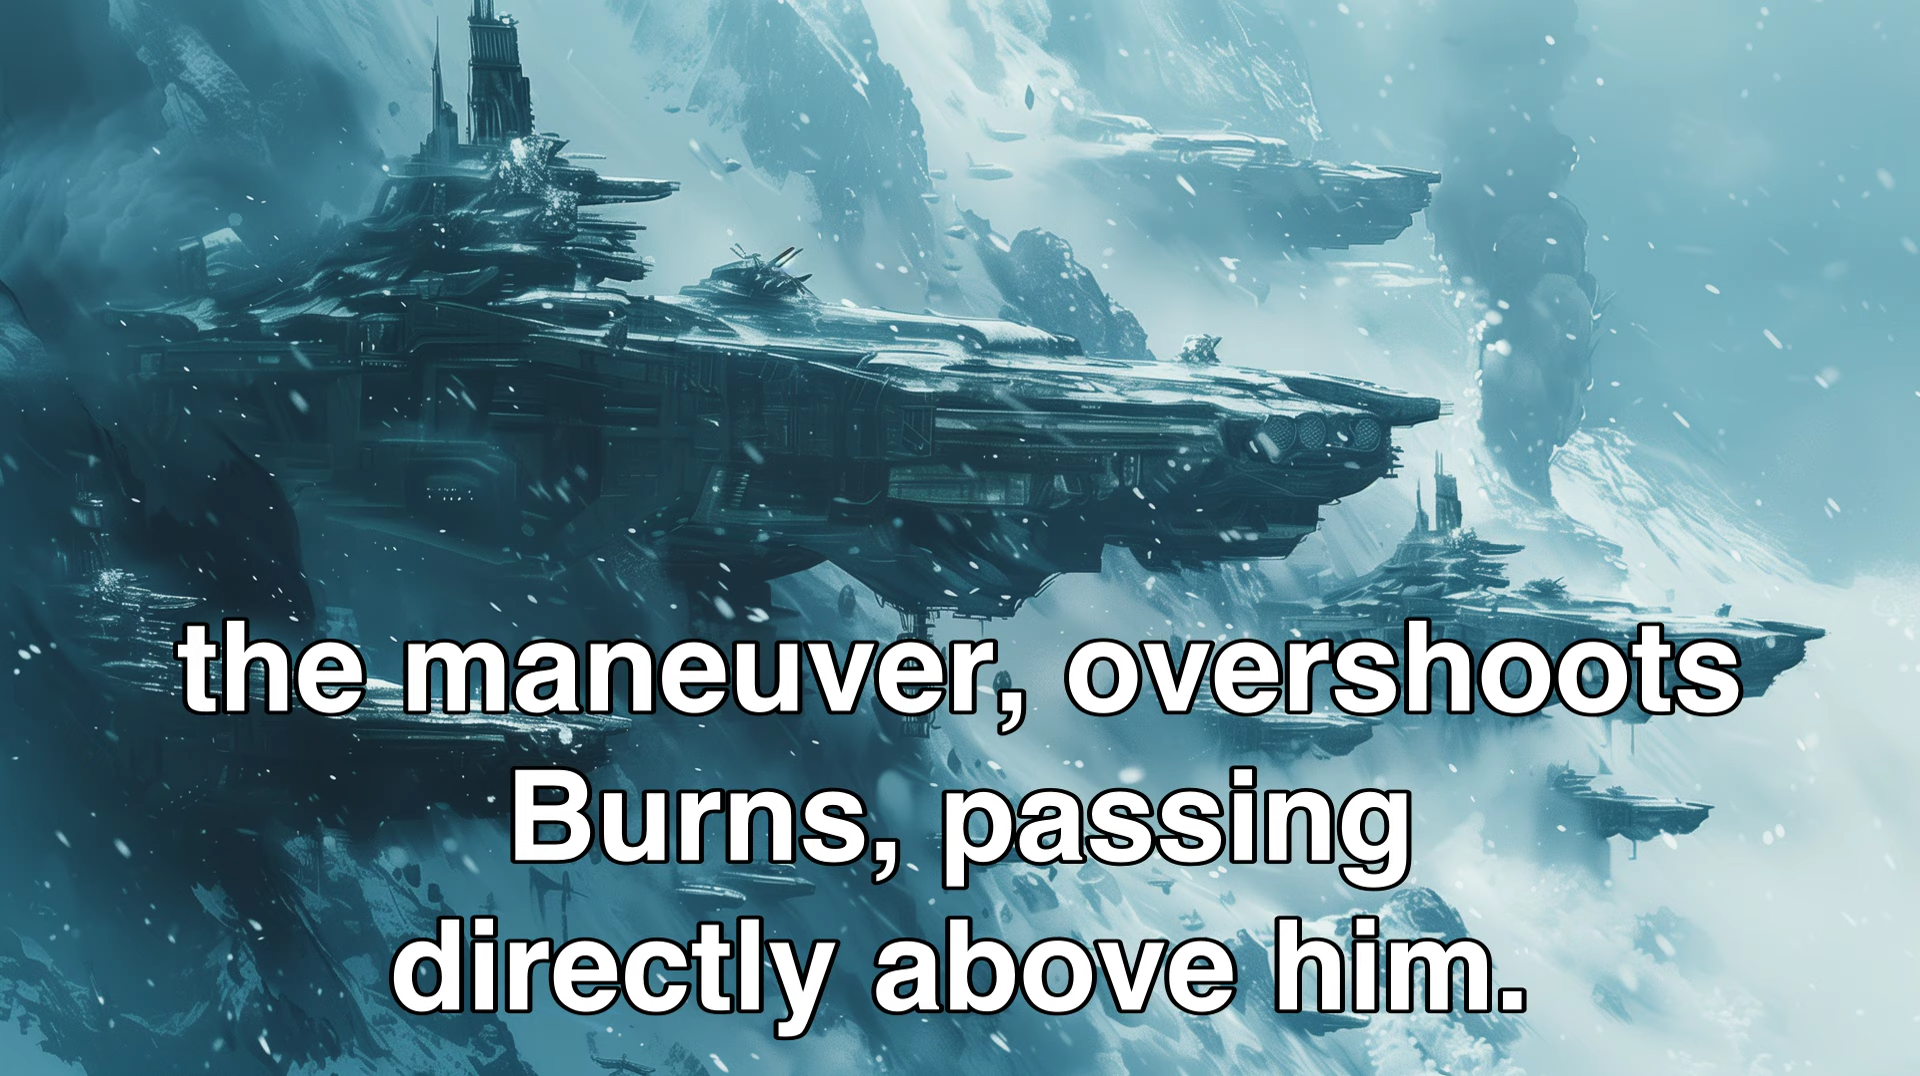 the maneuver, overshoots
Burns, passing
directly above him.